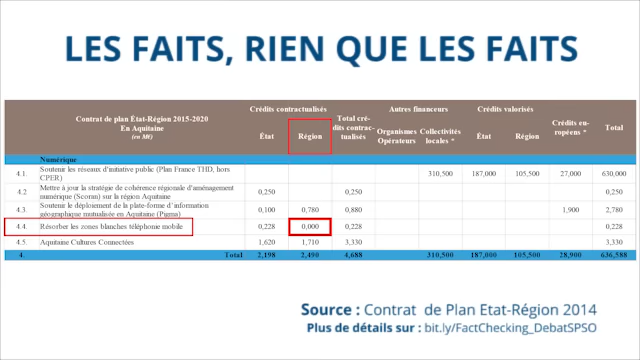 LES FAITS, RIEN QUE LES FAITS
Contrat de plan État-Région 2015-2020
En Aquitaine
(en M€)
Crédits contractualisés
État
Région
Total cré-
dits contrac-
tualisés
Autres financeurs
Organismes
Opérateurs
Collectivités
locales *
Crédits valorisés
État
Région
Crédits eu-
ropéens *
Total
Numérique
4.1. Soutenir les réseaux d'initiative public (Plan France THD, hors CPER) 310,500 187,000 105,500 27,000 630,000
4.2 Mettre à jour la stratégie de cohérence régionale d'aménagement numérique (Scoran) sur la région Aquitaine 0,250 0,250 0,250
4.3. Soutenir le déploiement de la plate-forme d'information géographique mutualisée en Aquitaine (Pigma) 0,100 0,780 0,880 1,900 2,780
4.4. Résorber les zones blanches téléphonie mobile 0,228 0,000 0,228 0,228
4.5. Aquitaine Cultures Connectées 1,620 1,710 3,330 3,330
4. Total 2,198 2,490 4,688 310,500 187,000 105,500 28,900 636,588
Source : Contrat de Plan Etat-Région 2014
Plus de détails sur : bit.ly/FactChecking_DebatSPSO